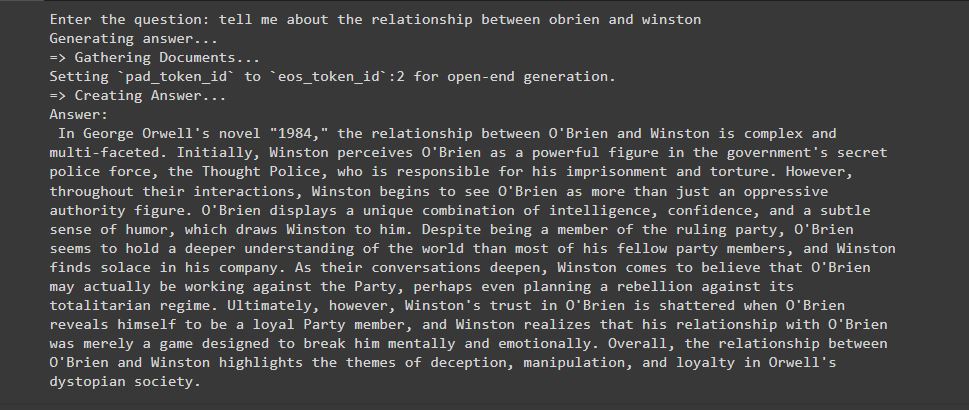 Enter the question: tell me about the relationship between obrien and winston
Generating answer...
=> Gathering Documents...
Setting `pad_token_id` to `eos_token_id`:2 for open-end generation.
=> Creating Answer...
Answer:
In George Orwell's novel "1984," the relationship between O'Brien and Winston is complex and
multi-faceted. Initially, Winston perceives O'Brien as a powerful figure in the government's secret
police force, the Thought Police, who is responsible for his imprisonment and torture. However,
throughout their interactions, Winston begins to see O'Brien as more than just an oppressive
authority figure. O'Brien displays a unique combination of intelligence, confidence, and a subtle
sense of humor, which draws Winston to him. Despite being a member of the ruling party, O'Brien
seems to hold a deeper understanding of the world than most of his fellow party members, and Winston
finds solace in his company. As their conversations deepen, Winston comes to believe that O'Brien
may actually be working against the Party, perhaps even planning a rebellion against its
totalitarian regime. Ultimately, however, Winston's trust in O'Brien is shattered when O'Brien
reveals himself to be a loyal Party member, and Winston realizes that his relationship with O'Brien
was merely a game designed to break him mentally and emotionally. Overall, the relationship between
O'Brien and Winston highlights the themes of deception, manipulation, and loyalty in Orwell's
dystopian society.